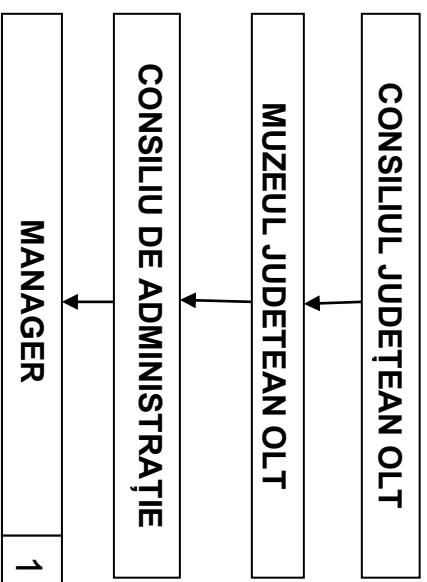 CONSILIUL JUDEȚEAN OLT
MUZEUL JUDETEAN OLT
CONSILIU DE ADMINISTRAȚIE
MANAGER
1